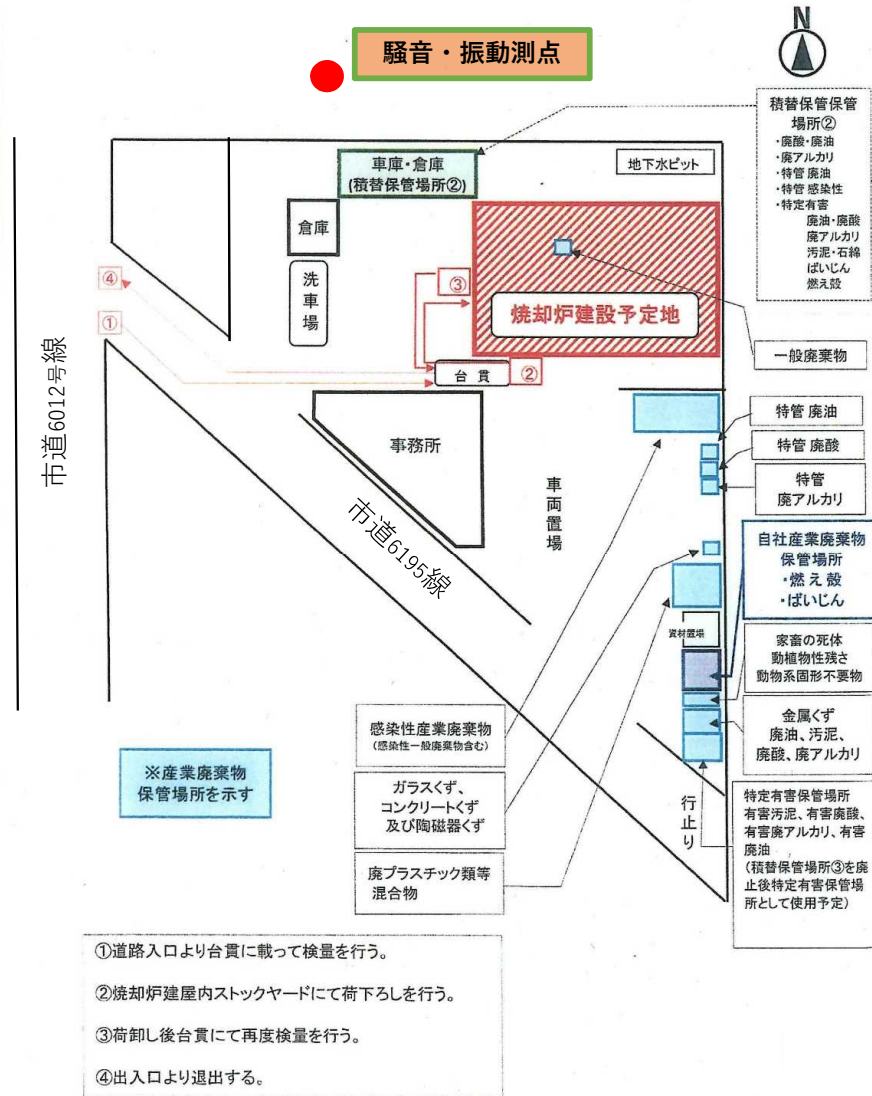 騒音・振動測点
N
積替保管保管
場所②
・廃酸・廃油
・廃アルカリ
・特管 廃油
・特管 感染性
・特定有害
廃油・廃酸
廃アルカリ
汚泥・石綿
ばいじん
燃え殻
車庫・倉庫
(積替保管場所②)
地下水ピット
倉庫
洗車場
④
①
③
焼却炉建設予定地
台貫
②
市道6012号線
一般廃棄物
事務所
特管 廃油
特管 廃酸
特管
廃アルカリ
車両置場
市道6195線
自社産業廃棄物
保管場所
・燃え殻
・ばいじん
資材置場
家畜の死体
動植物性残さ
動物系固形不要物
感染性産業廃棄物
(感染性一般廃棄物含む)
金属くず
廃油、汚泥、
廃酸、廃アルカリ
※産業廃棄物
保管場所を示す
ガラスくず、
コンクリートくず
及び陶磁器くず
行止り
特定有害保管場所
有害汚泥、有害廃酸、
有害廃アルカリ、有害
廃油
(積替保管場所③を廃
止後特定有害保管場
所として使用予定)
廃プラスチック類等
混合物
①道路入口より台貫に載って検量を行う。
②焼却炉建屋内ストックヤードにて荷下ろしを行う。
③荷卸し後台貫にて再度検量を行う。
④出入口より退出する。